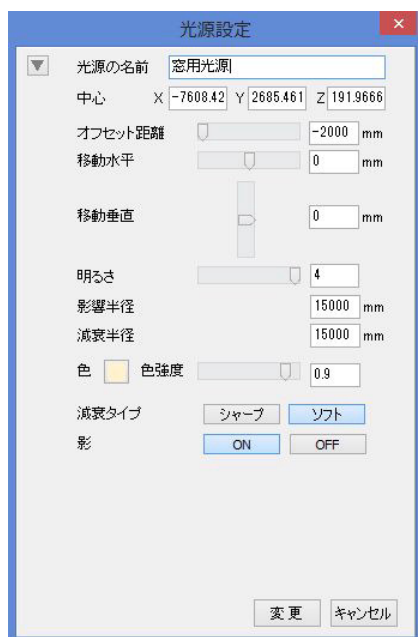 光源設定
光源の名前 窓用光源
中心 X -7608.42 Y 2685.461 Z 191.9666
オフセット距離 -2000 mm
移動水平 0 mm
移動垂直 0 mm
明るさ 4
影響半径 15000 mm
減衰半径 15000 mm
色 色強度 0.9
減衰タイプ シャープ ソフト
影 ON OFF
変更 キャンセル